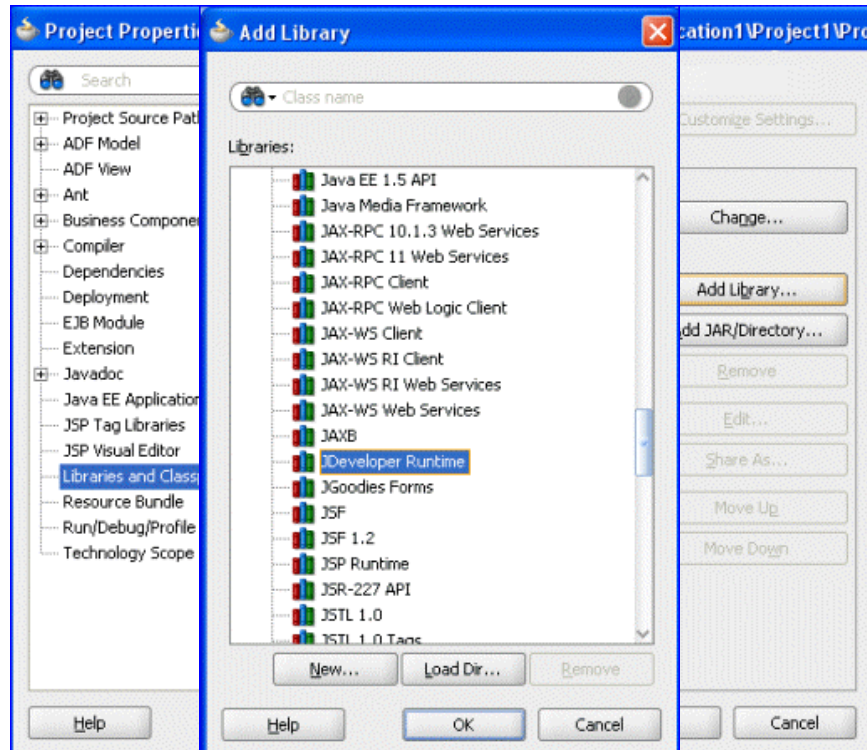 Project Properti
Search
Project Source Pat
ADF Model
ADF View
Ant
Business Compone
Compiler
Dependencies
Deployment
EJB Module
Extension
Javadoc
Java EE Application
JSP Tag Libraries
JSP Visual Editor
Libraries and Class
Resource Bundle
Run/Debug/Profile
Technology Scope
Help
Add Library
Class name
Libraries:
Java EE 1.5 API
Java Media Framework
JAX-RPC 10.1.3 Web Services
JAX-RPC 11 Web Services
JAX-RPC Client
JAX-RPC Web Logic Client
JAX-WS Client
JAX-WS RI Client
JAX-WS RI Web Services
JAX-WS Web Services
JAXB
JDeveloper Runtime
JGoodies Forms
JSF
JSF 1.2
JSP Runtime
JSR-227 API
JSTL 1.0
JSTL 1.0 Tags
New... Load Dir... Remove
Help OK Cancel
cation1\Project1\Pro
Customize Settings...
Change...
Add Library...
dd JAR/Directory...
Remove
Edit...
Share As...
Move Up
Move Down
Cancel